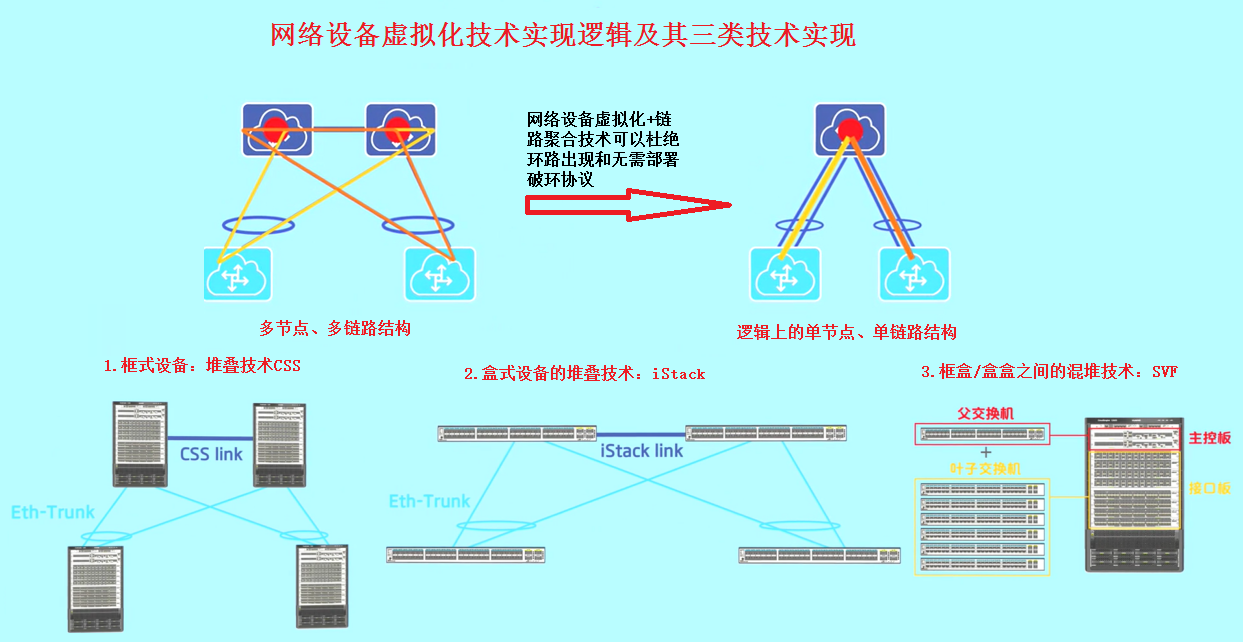 网络设备虚拟化技术实现逻辑及其三类技术实现
网络设备虚拟化+链
路聚合技术可以杜绝
环路出现和无需部署
破环协议
多节点、多链路结构
逻辑上的单节点、单链路结构
1.框式设备：堆叠技术CSS
2.盒式设备的堆叠技术：iStack
3.框盒/盒盒之间的混堆技术：SVF
CSS link
Eth-Trunk
iStack link
Eth-Trunk
父交换机
+
叶子交换机
主控板
接口板